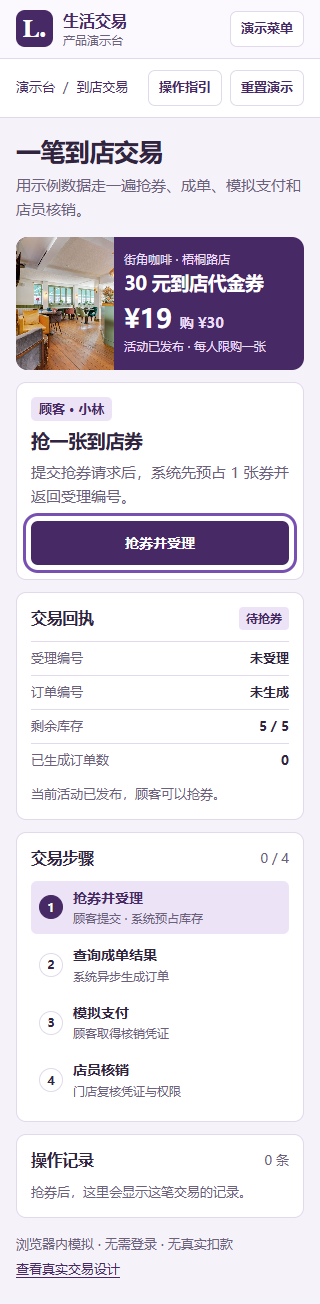 L.
生活交易
产品演示台
演示菜单
演示台 / 到店交易
操作指引
重置演示
一笔到店交易
用示例数据走一遍抢券、成单、模拟支付和
店员核销。
街角咖啡 · 梧桐路店
30 元到店代金券
¥19 购 ¥30
活动已发布 · 每人限购一张
顾客 · 小林
抢一张到店券
提交抢券请求后，系统先预占 1 张券并
返回受理编号。
抢券并受理
交易回执
待抢券
受理编号 未受理
订单编号 未生成
剩余库存 5 / 5
已生成订单数 0
当前活动已发布，顾客可以抢券。
交易步骤 0 / 4
1 抢券并受理
顾客提交 · 系统预占库存
2 查询成单结果
系统异步生成订单
3 模拟支付
顾客取得核销凭证
4 店员核销
门店复核凭证与权限
操作记录 0 条
抢券后，这里会显示这笔交易的记录。
浏览器内模拟 · 无需登录 · 无真实扣款
查看真实交易设计